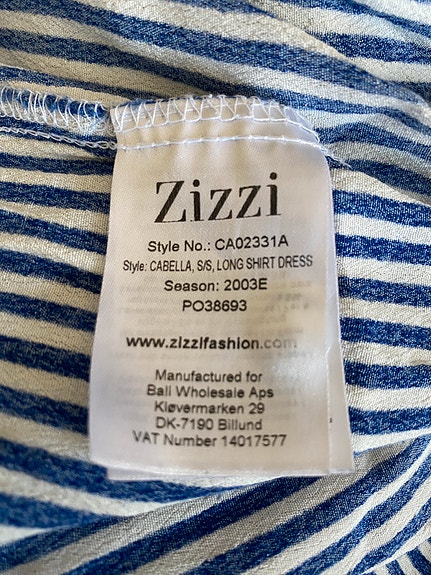 Zizzi
Style No.: CA02331A
Style: CABELLA, S/S, LONG SHIRT DRESS
Season: 2003E
PO38693
www.zizzifashion.com
Manufactured for
Bali Wholesale Aps
Kløvermarken 29
DK-7190 Billund
VAT Number 14017577